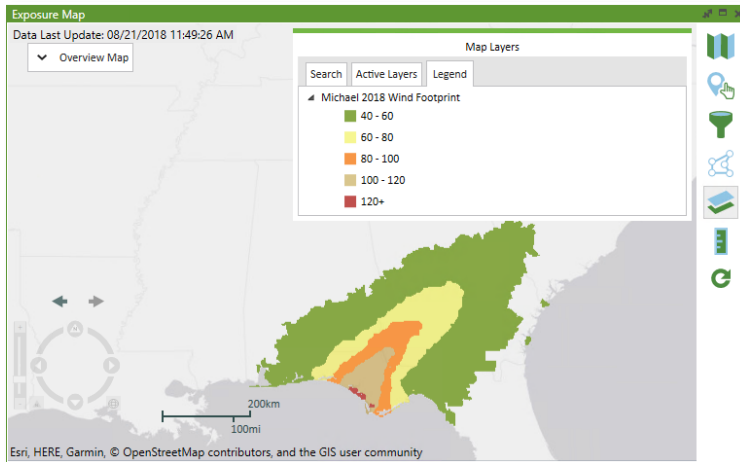 Exposure Map
Data Last Update: 08/21/2018 11:49:26 AM
Overview Map
Map Layers
Search Active Layers Legend
Michael 2018 Wind Footprint
40 - 60
60 - 80
80 - 100
100 - 120
120+
200km
100mi
Esri, HERE, Garmin, © OpenStreetMap contributors, and the GIS user community